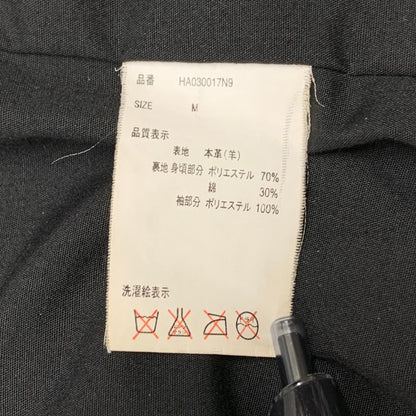 品番 HA030017N9
SIZE M
品質表示
表地 本革(羊)
裏地 身頃部分 ポリエステル 70%
綿 30%
袖部分 ポリエステル 100%
洗濯絵表示